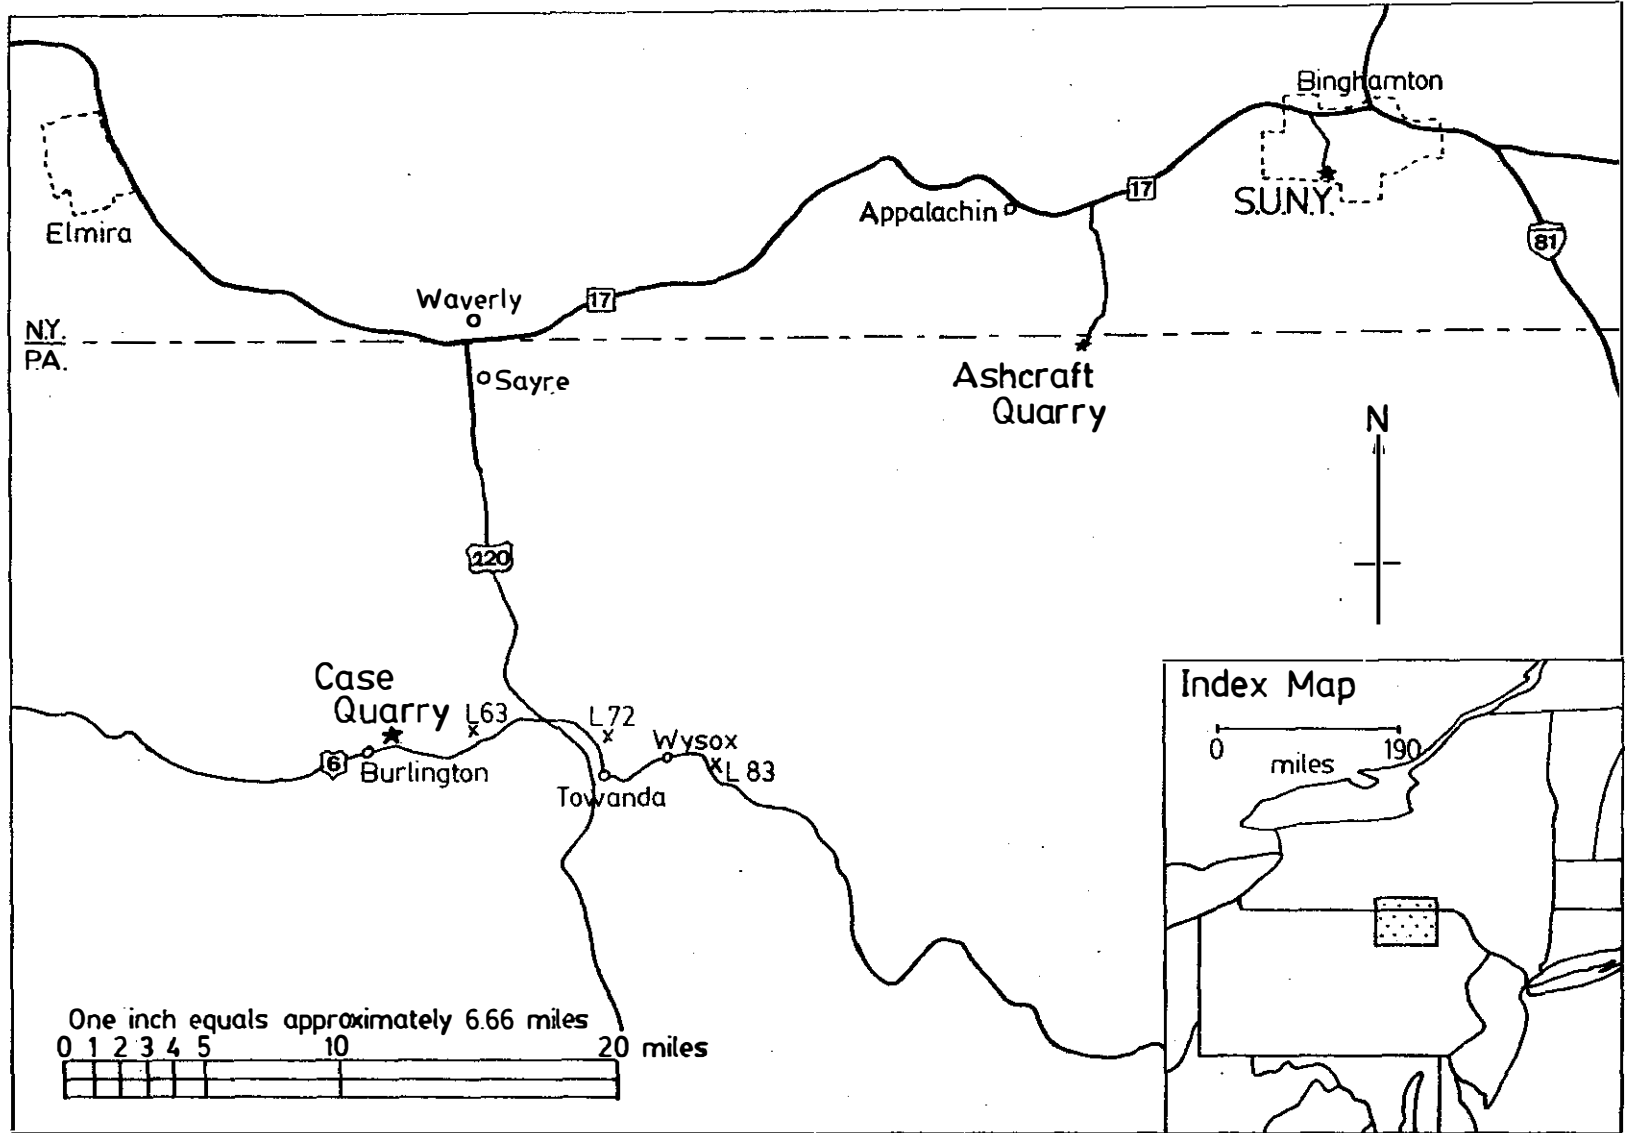 Binghamton
17
Appalachin
S.U.N.Y.
Elmira
81
Waverly
17
N.Y.
P.A.
Sayre
Ashcraft
Quarry
N
220
Case
Quarry
L63
L72
Wysox
6
Burlington
L83
Towanda
Index Map
0 190
miles
One inch equals approximately 6.66 miles
0 1 2 3 4 5 10 20 miles